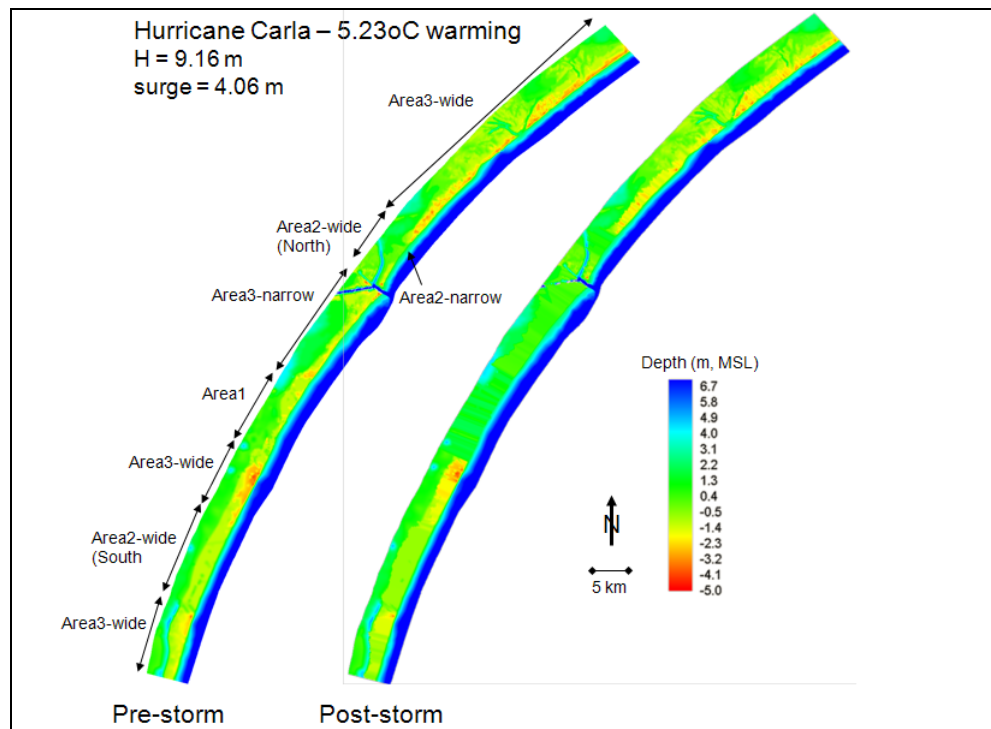 Hurricane Carla – 5.23oC warming
H = 9.16 m
surge = 4.06 m
Area3-wide
Area2-wide
(North)
Area3-narrow
Area2-narrow
Area1
Area3-wide
Area2-wide
(South
Area3-wide
Depth (m, MSL)
6.7
5.8
4.9
4.0
3.1
2.2
1.3
0.4
-0.5
-1.4
-2.3
-3.2
-4.1
-5.0
N
5 km
Pre-storm
Post-storm